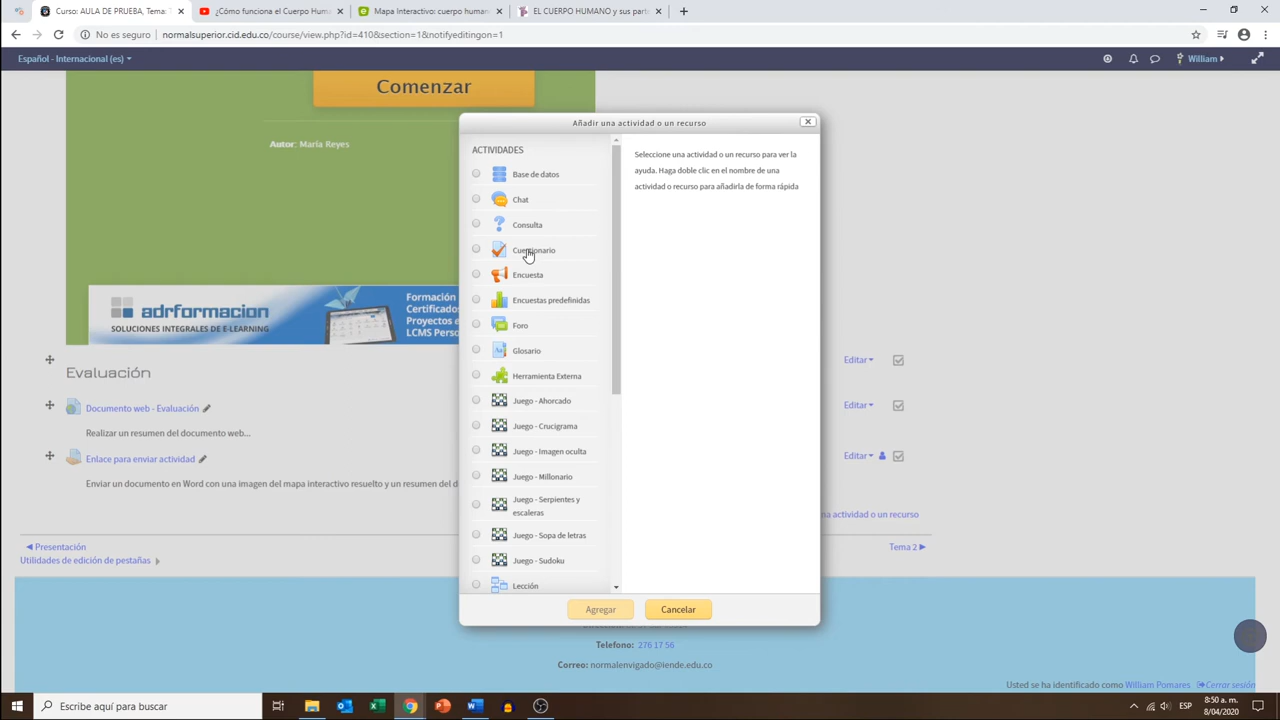 Curso: AULA DE PRUEBA, Tema: T
¿Cómo funciona el Cuerpo Hum
Mapa Interactivo: cuerpo human
EL CUERPO HUMANO y sus part
No es seguro
normalsuperior.cid.edu.co/course/view.php?id=410&section=1&notifyeditingon=1
Español - Internacional (es)
William
Comenzar
Autor: Maria Reyes
adrformacion
SOLUCIONES INTEGRALES DE E-LEARNING
Formación
Certificados
Proyectos e
LCMS Perso
Añadir una actividad o un recurso
ACTIVIDADES
Base de datos
Chat
Consulta
Cuestionario
Encuesta
Encuestas predefinidas
Foro
Glosario
Herramienta Externa
Juego - Ahorcado
Juego - Crucigrama
Juego - Imagen oculta
Juego - Millonario
Juego - Serpientes y
escaleras
Juego - Sopa de letras
Juego - Sudoku
Lección
Seleccione una actividad o un recurso para ver la
ayuda. Haga doble clic en el nombre de una
actividad o recurso para añadirla de forma rápida
Agregar
Cancelar
Evaluación
Editar
Documento web - Evaluación
Editar
Realizar un resumen del documento web...
Enlace para enviar actividad
Editar
Enviar un documento en Word con una imagen del mapa interactivo resuelto y un resumen del d
na actividad o un recurso
Presentación
Tema 2
Utilidades de edición de pestañas
Telefono: 276 17 56
Correo: normalenvigado@iende.edu.co
Usted se ha identificado como William Pomares
Cerrar sesión
Escribe aquí para buscar
ESP
8:50 a. m.
8/04/2020